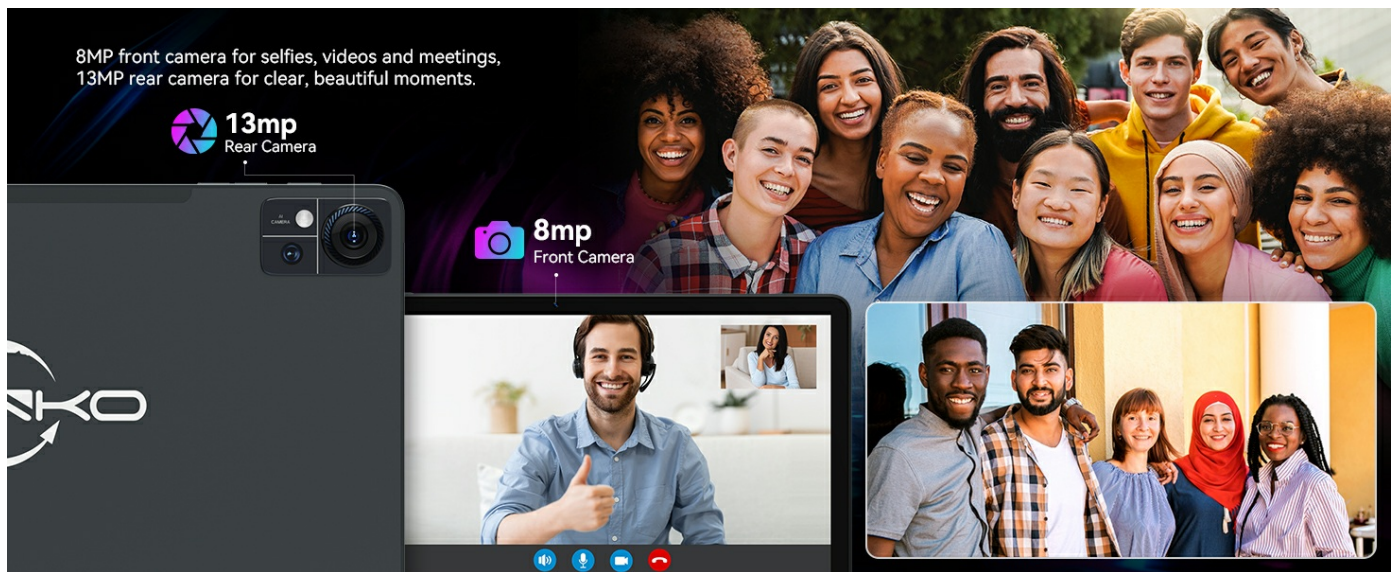 8MP front camera for selfies, videos and meetings,
13MP rear camera for clear, beautiful moments.
13mp
Rear Camera
CAMERA
8mp
Front Camera